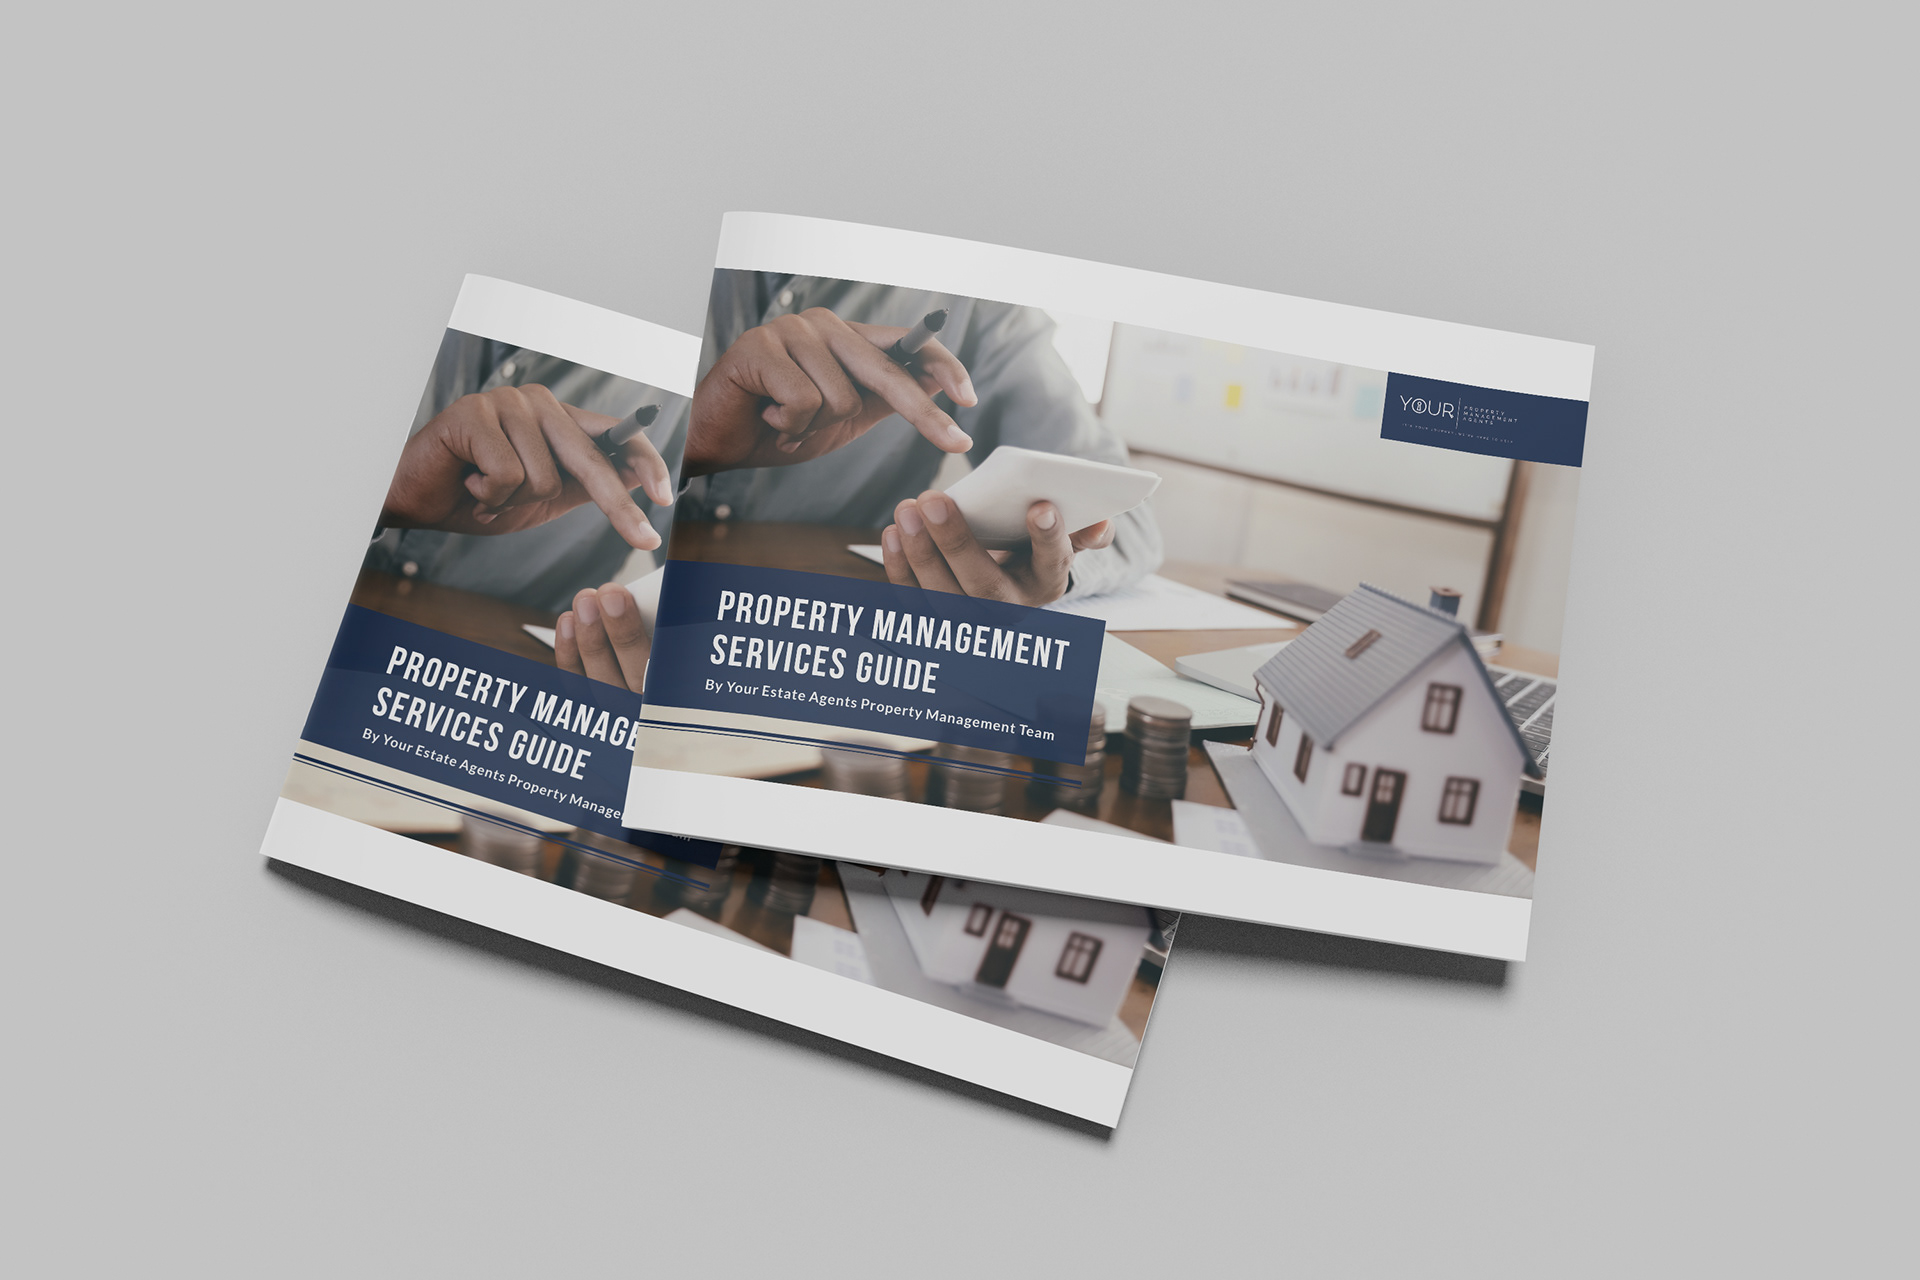 YOUR
PROPERTY
MANAGEMENT
AGENTS
PROPERTY MANAGEMENT
SERVICES GUIDE
By Your Estate Agents Property Management Team
PROPERTY MANAGE
SERVICES GUIDE
By Your Estate Agents Property Manage